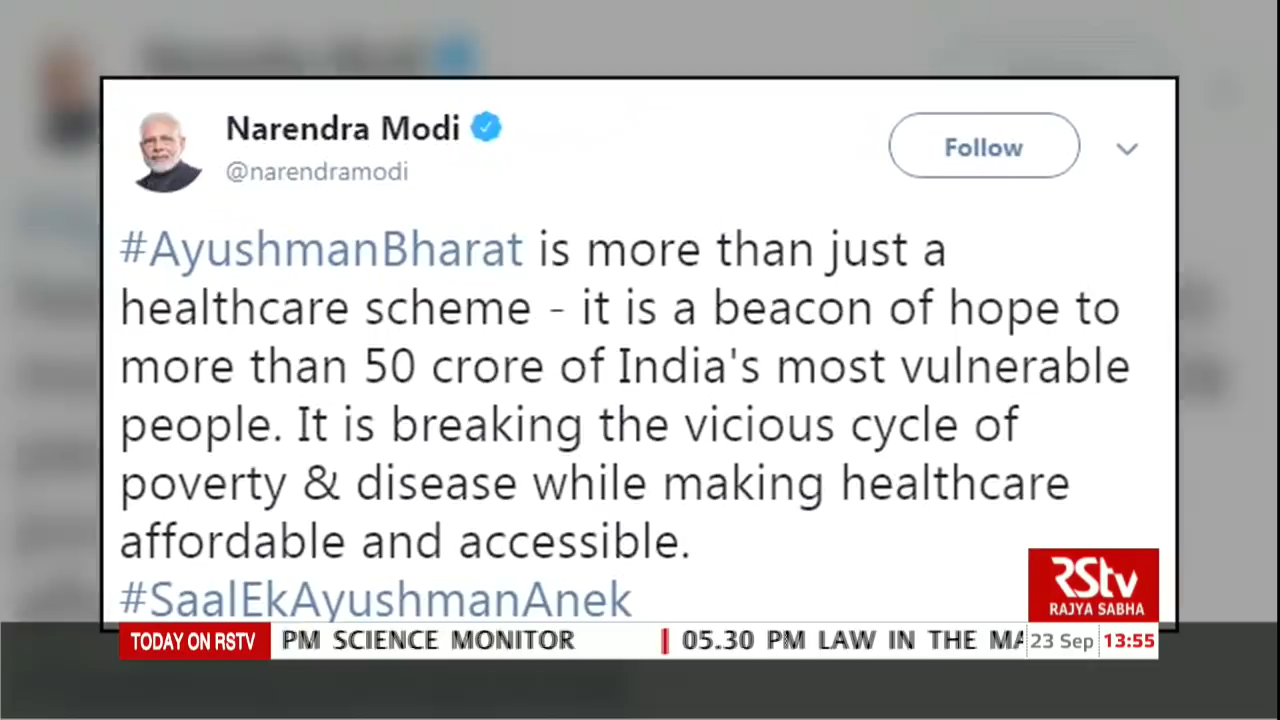 Narendra Modi
@narendramodi
Follow
#AyushmanBharat is more than just a
healthcare scheme - it is a beacon of hope to
more than 50 crore of India's most vulnerable
people. It is breaking the vicious cycle of
poverty & disease while making healthcare
affordable and accessible.
#SaalEkAyushmanAnek
RStv
RAJYA SABHA
TODAY ON RSTV
PM SCIENCE MONITOR
05.30 PM LAW IN THE
23 Sep
13:55